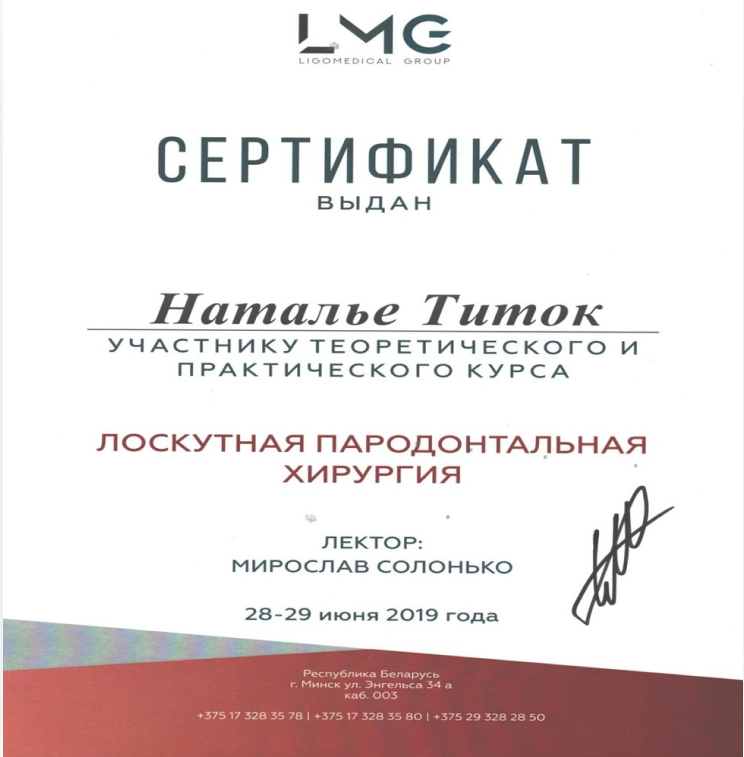 LMG
LIGOMEDICAL GROUP
СЕРТИФИКАТ
ВЫДАН
Наталье Титок
УЧАСТНИКУ ТЕОРЕТИЧЕСКОГО И
ПРАКТИЧЕСКОГО КУРСА
ЛОСКУТНАЯ ПАРОДОНТАЛЬНАЯ
ХИРУРГИЯ
ЛЕКТОР:
МИРОСЛАВ СОЛОНЬКО
28-29 июня 2019 года
Республика Беларусь
г. Минск ул. Энгельса 34 а
каб. 003
+375 17 328 35 78 | +375 17 328 35 80 | +375 29 328 28 50